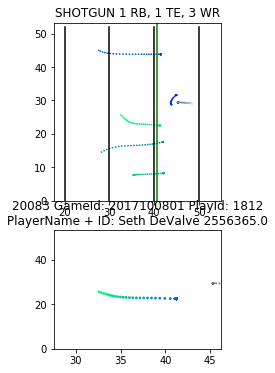 SHOTGUN 1 RB, 1 TE, 3 WR
50
40
30
20
10
0
20 30 40 50
20083 GameId: 2017100801 PlayId: 1812
PlayerName + ID: Seth DeValve 2556365.0
40
20
0
30 35 40 45